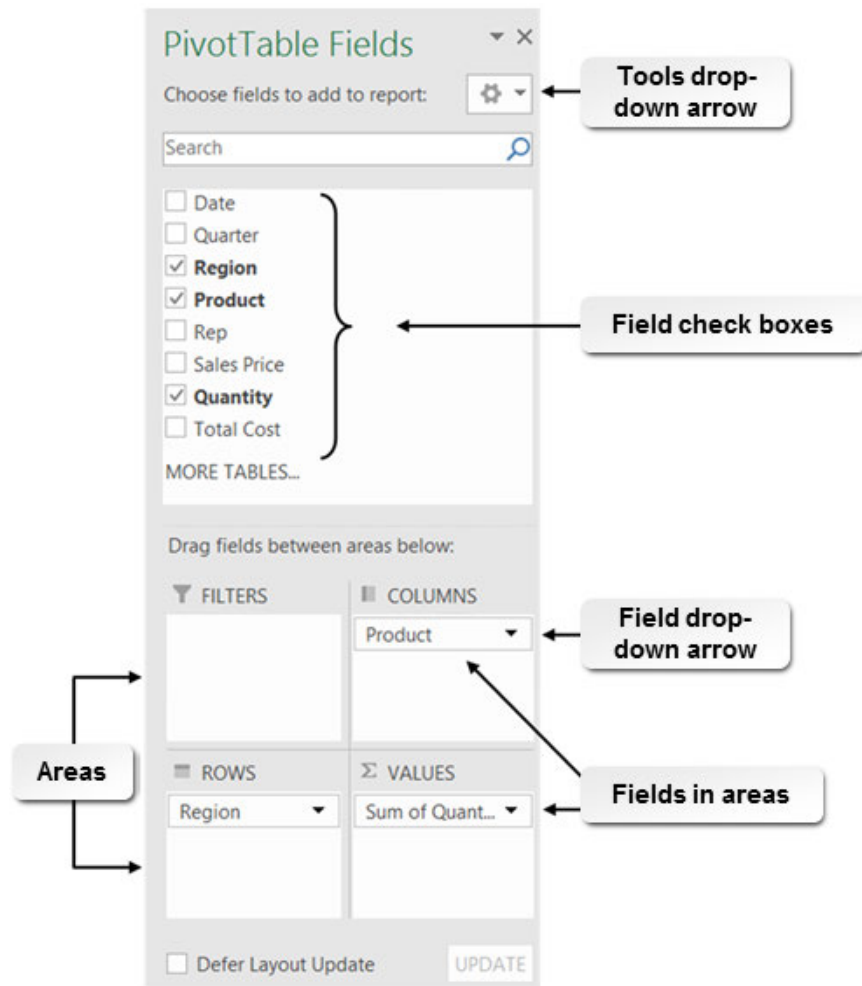 PivotTable Fields
Choose fields to add to report:
Tools drop-
down arrow
Search
Date
Quarter
Region
Product
Rep
Sales Price
Quantity
Total Cost
MORE TABLES...
Field check boxes
Drag fields between areas below:
FILTERS
COLUMNS
Product
Field drop-
down arrow
Areas
ROWS
VALUES
Region
Sum of Quant...
Fields in areas
Defer Layout Update
UPDATE